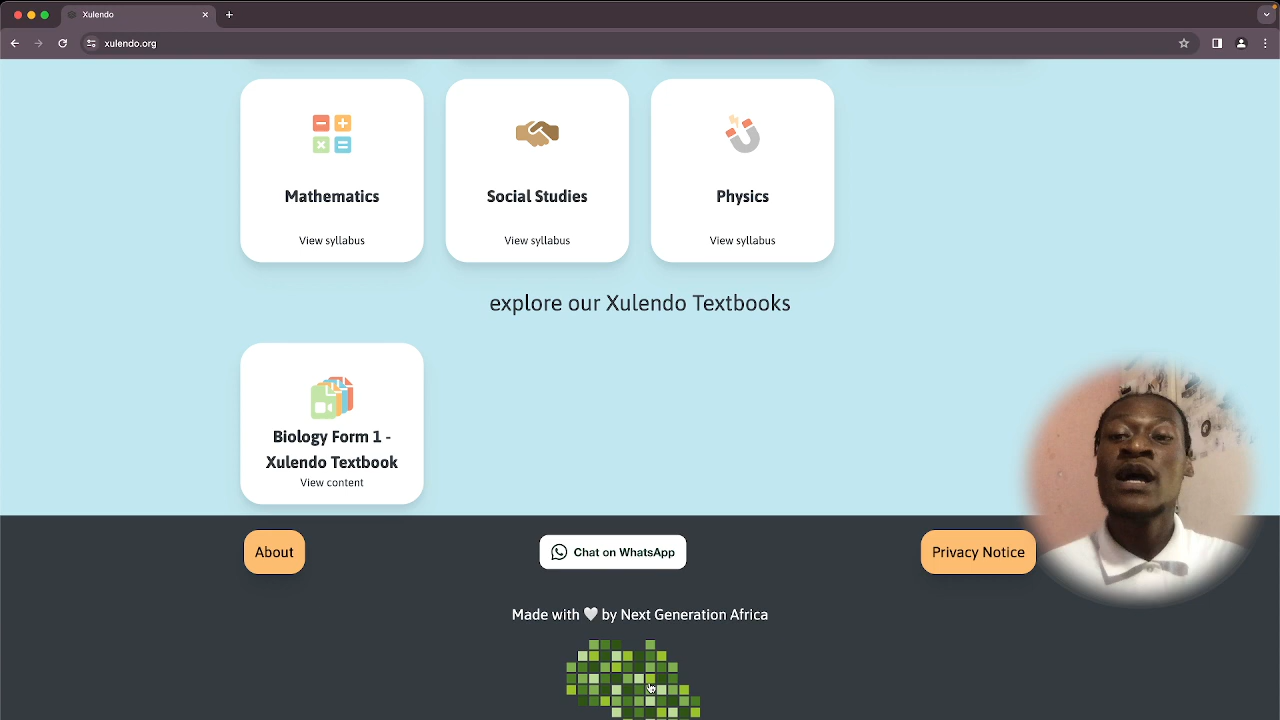 Xulendo
xulendo.org
Mathematics
View syllabus
Social Studies
View syllabus
Physics
View syllabus
explore our Xulendo Textbooks
Biology Form 1 -
Xulendo Textbook
View content
About
Chat on WhatsApp
Privacy Notice
Made with 🤍 by Next Generation Africa